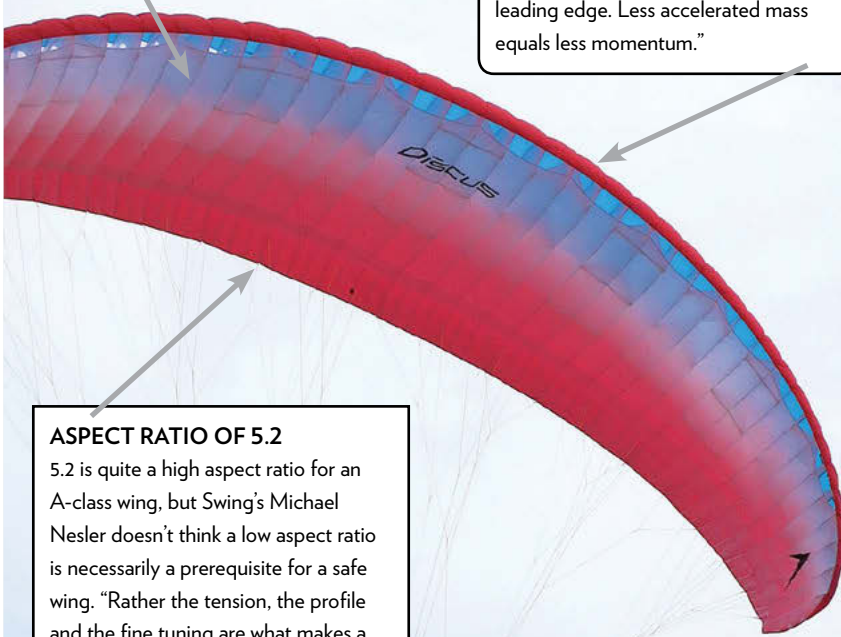 leading edge. Less accelerated mass
equals less momentum.”
Discus
ASPECT RATIO OF 5.2
5.2 is quite a high aspect ratio for an
A-class wing, but Swing’s Michael
Nesler doesn’t think a low aspect ratio
is necessarily a prerequisite for a safe
wing. “Rather the tension, the profile
and the fine tuning are what makes a